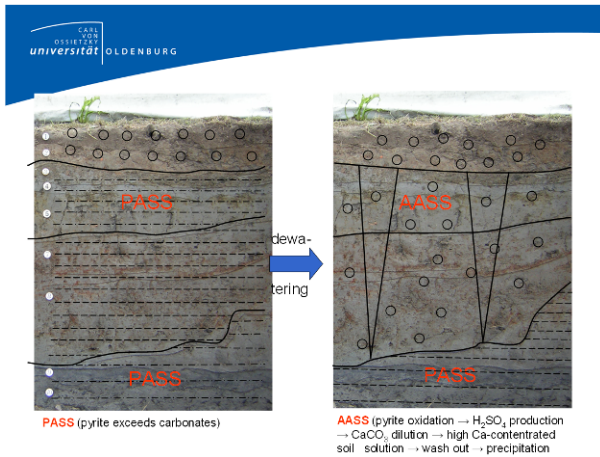 CARL
VON
OSSIETZKY
universität OLDENBURG
PASS
PASS
dewa-
tering
AASS
PASS
PASS (pyrite exceeds carbonates)
AASS (pyrite oxidation → H₂SO₄ production
→ CaCO₃ dilution → high Ca-contentrated
soil solution → wash out → precipitation